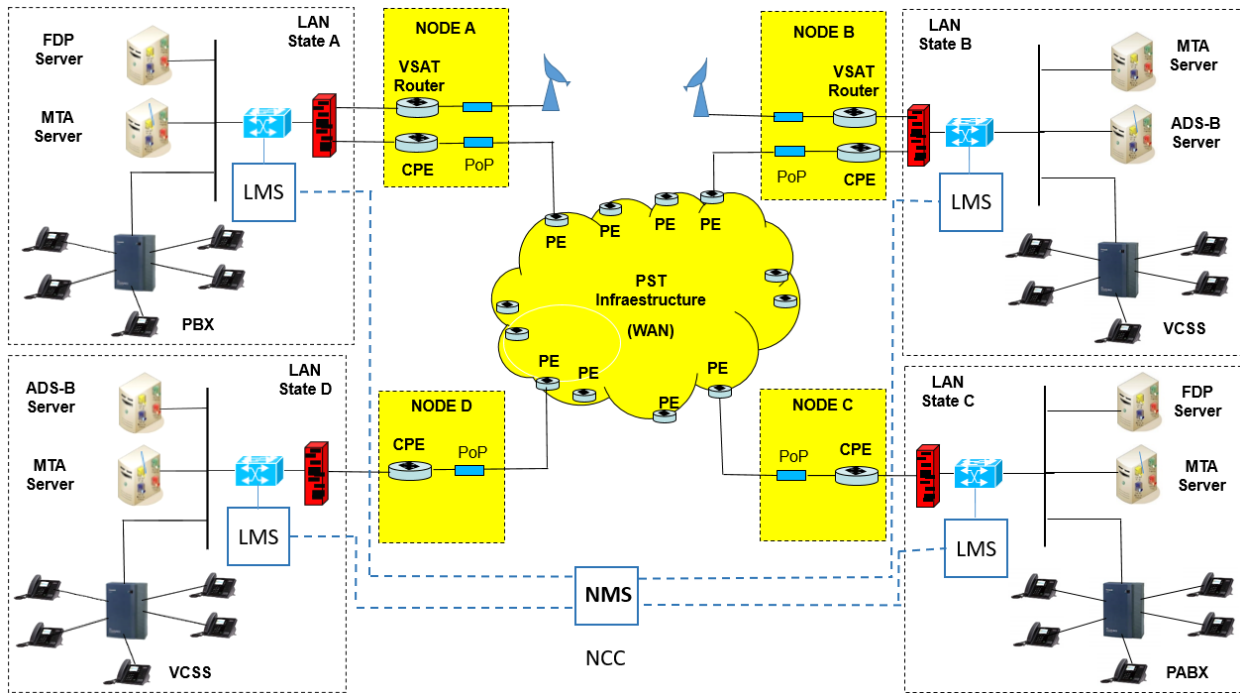 LAN
State A
FDP
Server
MTA
Server
LMS
PBX
NODE A
VSAT
Router
CPE
PoP
NODE B
VSAT
Router
PoP
CPE
LAN
State B
MTA
Server
ADS-B
Server
LMS
VCSS
PE
PE
PE
PE
PST
Infraestructure
(WAN)
PE
PE
PE
PE
LAN
State D
ADS-B
Server
MTA
Server
LMS
VCSS
NODE D
CPE
PoP
NODE C
PoP
CPE
LAN
State C
FDP
Server
MTA
Server
LMS
PABX
NMS
NCC